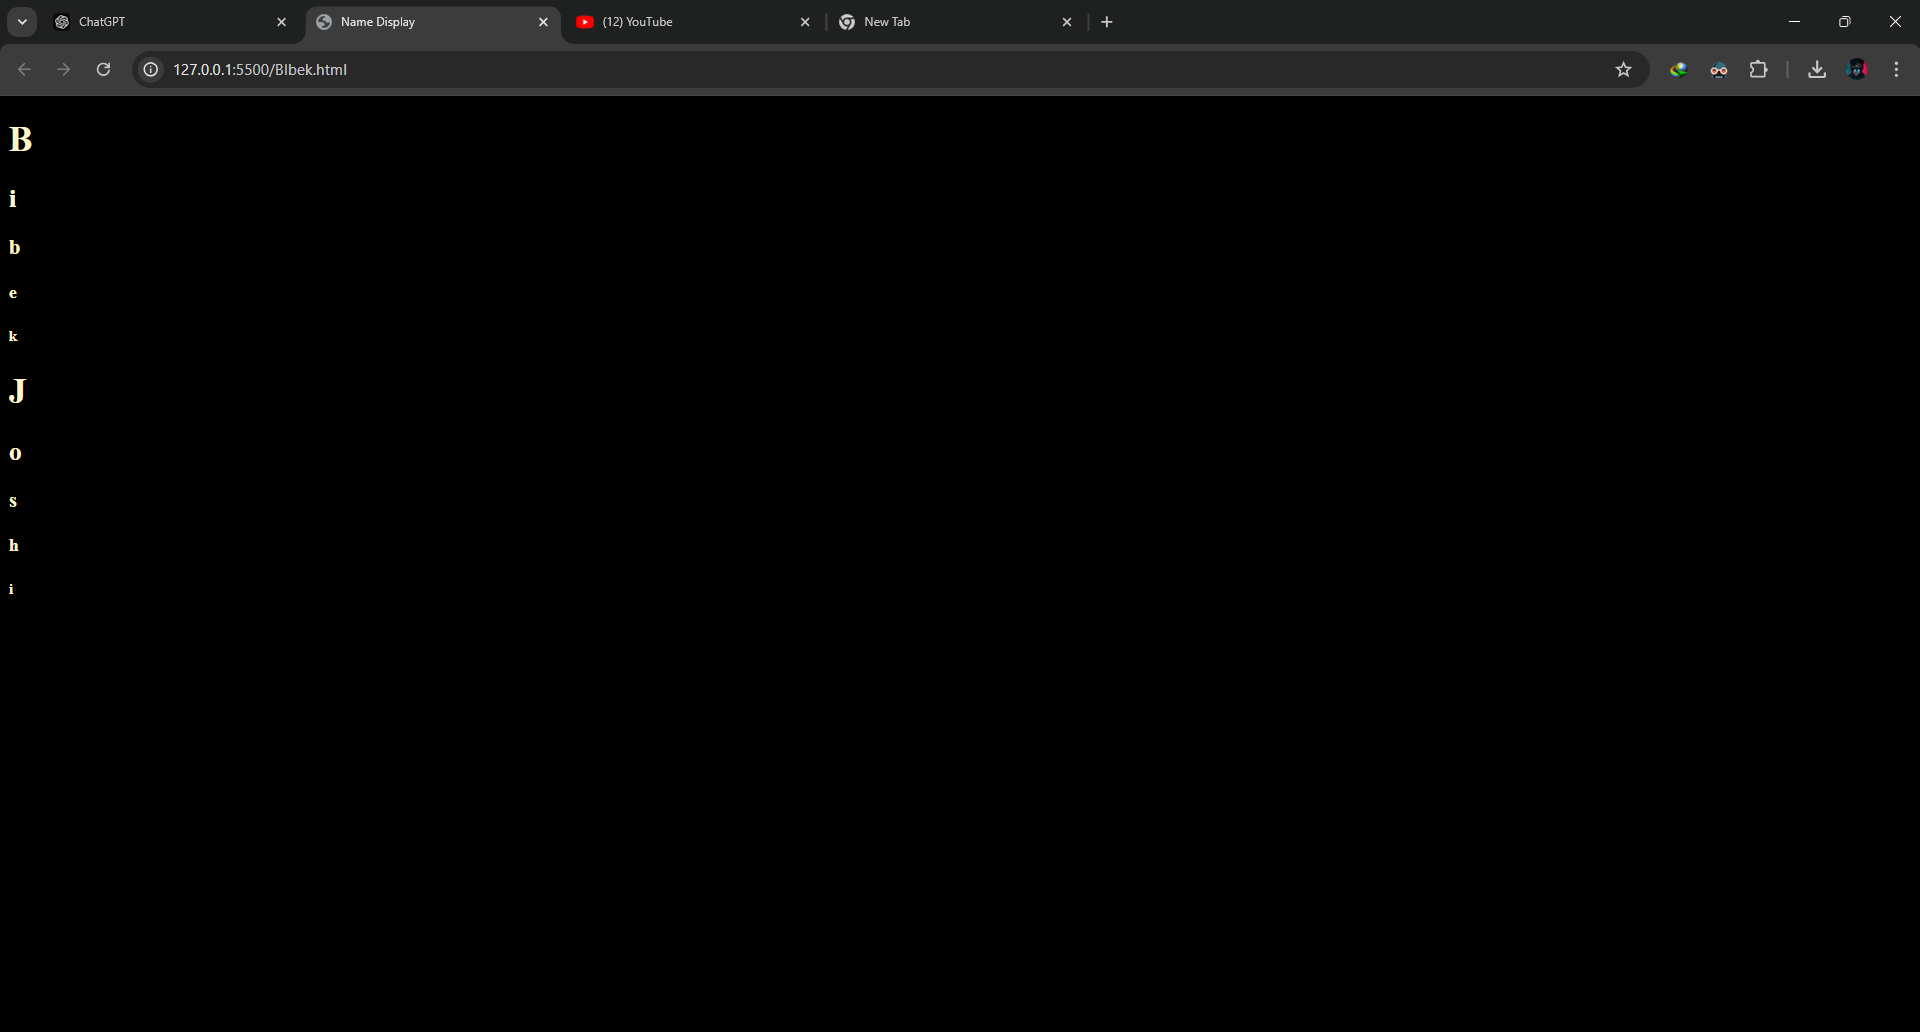 ChatGPT
Name Display
(12) YouTube
New Tab
127.0.0.1:5500/BIbek.html
B
i
b
e
k
J
o
s
h
i